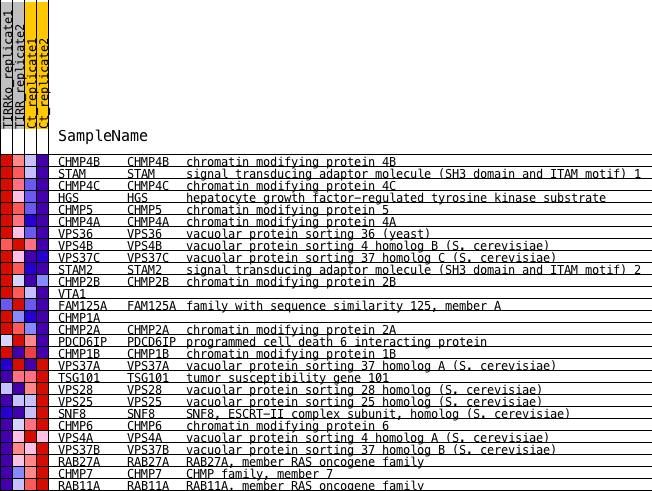 TIRRko_replicate1
TIRR_replicate2
Ct_replicate1
Ct_replicate2
SampleName
CHMP4B CHMP4B chromatin modifying protein 4B
STAM STAM signal transducing adaptor molecule (SH3 domain and ITAM motif) 1
CHMP4C CHMP4C chromatin modifying protein 4C
HGS HGS hepatocyte growth factor-regulated tyrosine kinase substrate
CHMP5 CHMP5 chromatin modifying protein 5
CHMP4A CHMP4A chromatin modifying protein 4A
VPS36 VPS36 vacuolar protein sorting 36 (yeast)
VPS4B VPS4B vacuolar protein sorting 4 homolog B (S. cerevisiae)
VPS37C VPS37C vacuolar protein sorting 37 homolog C (S. cerevisiae)
STAM2 STAM2 signal transducing adaptor molecule (SH3 domain and ITAM motif) 2
CHMP2B CHMP2B chromatin modifying protein 2B
VTA1
FAM125A FAM125A family with sequence similarity 125, member A
CHMP1A
CHMP2A CHMP2A chromatin modifying protein 2A
PDCD6IP PDCD6IP programmed cell death 6 interacting protein
CHMP1B CHMP1B chromatin modifying protein 1B
VPS37A VPS37A vacuolar protein sorting 37 homolog A (S. cerevisiae)
TSG101 TSG101 tumor susceptibility gene 101
VPS28 VPS28 vacuolar protein sorting 28 homolog (S. cerevisiae)
VPS25 VPS25 vacuolar protein sorting 25 homolog (S. cerevisiae)
SNF8 SNF8 SNF8, ESCRT-II complex subunit, homolog (S. cerevisiae)
CHMP6 CHMP6 chromatin modifying protein 6
VPS4A VPS4A vacuolar protein sorting 4 homolog A (S. cerevisiae)
VPS37B VPS37B vacuolar protein sorting 37 homolog B (S. cerevisiae)
RAB27A RAB27A RAB27A, member RAS oncogene family
CHMP7 CHMP7 CHMP family, member 7
RAB11A RAB11A RAB11A, member RAS oncogene family